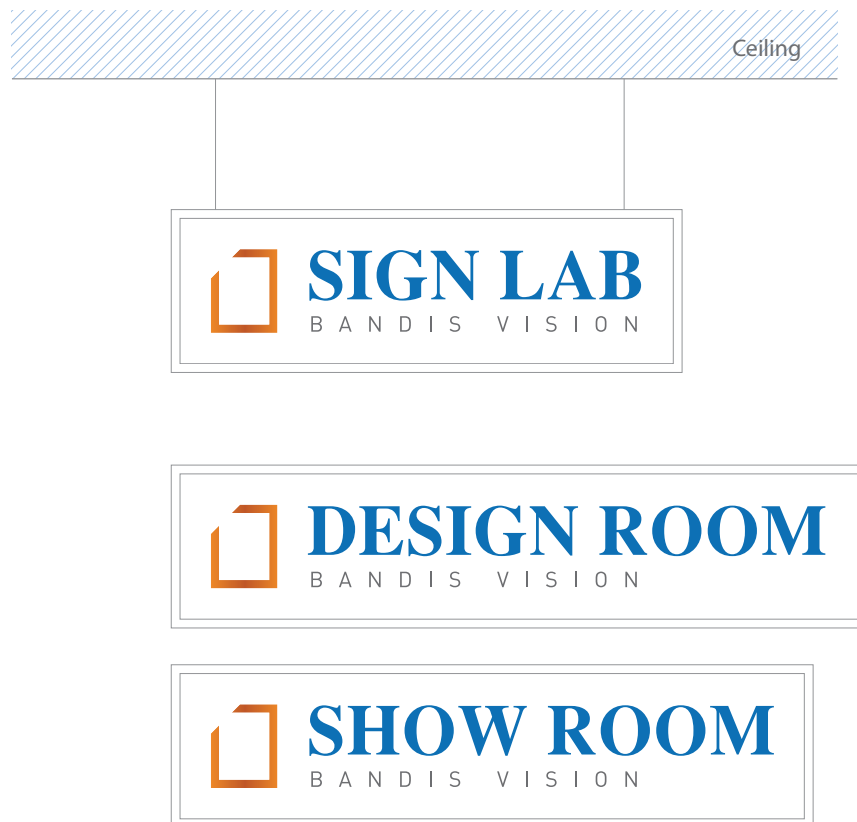 Ceiling
SIGN LAB
BANDIS VISION
DESIGN ROOM
BANDIS VISION
SHOW ROOM
BANDIS VISION